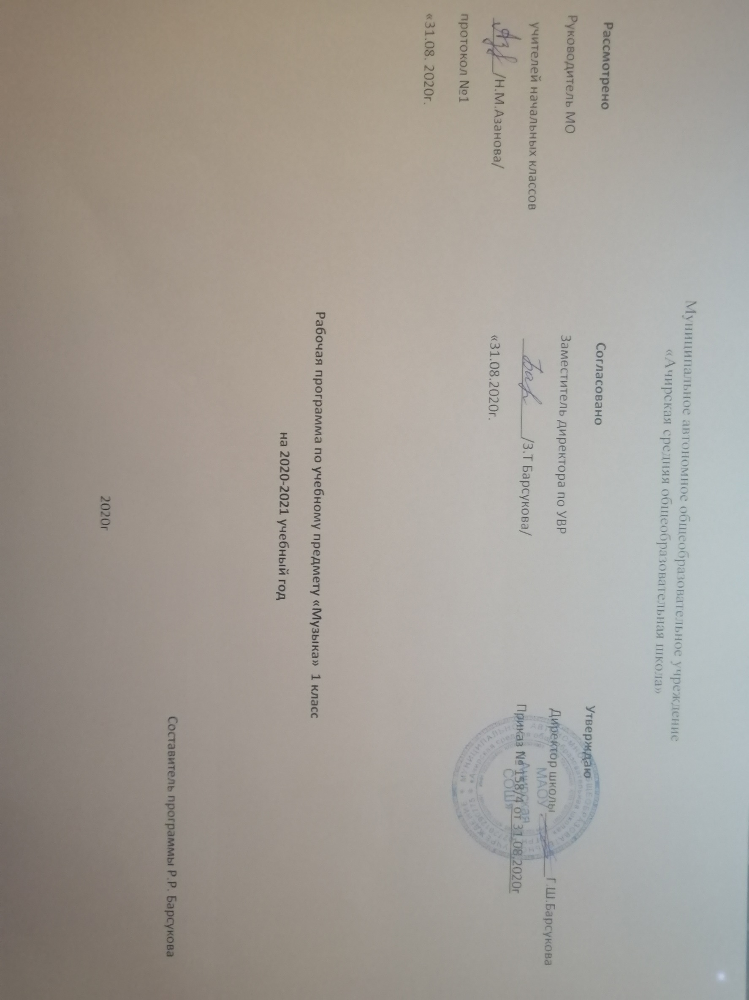 Муниципальное автономное общеобразовательное учреждение
«Ачирская средняя общеобразовательная школа»
Рассмотрено
Руководитель МО
учителей начальных классов
/Н.М.Азанова/
протокол №1
«31.08. 2020г.
Согласовано
Заместитель директора по УВР
/З.Т Барсукова/
«31.08.2020г.
Утверждаю
Директор школы Г.Ш.Барсукова
Приказ № 158/4 от 31.08.2020г
МАОУ
«Ачирская
СОШ»
Рабочая программа по учебному предмету «Музыка» 1 класс
на 2020-2021 учебный год
Составитель программы Р.Р. Барсукова
2020г